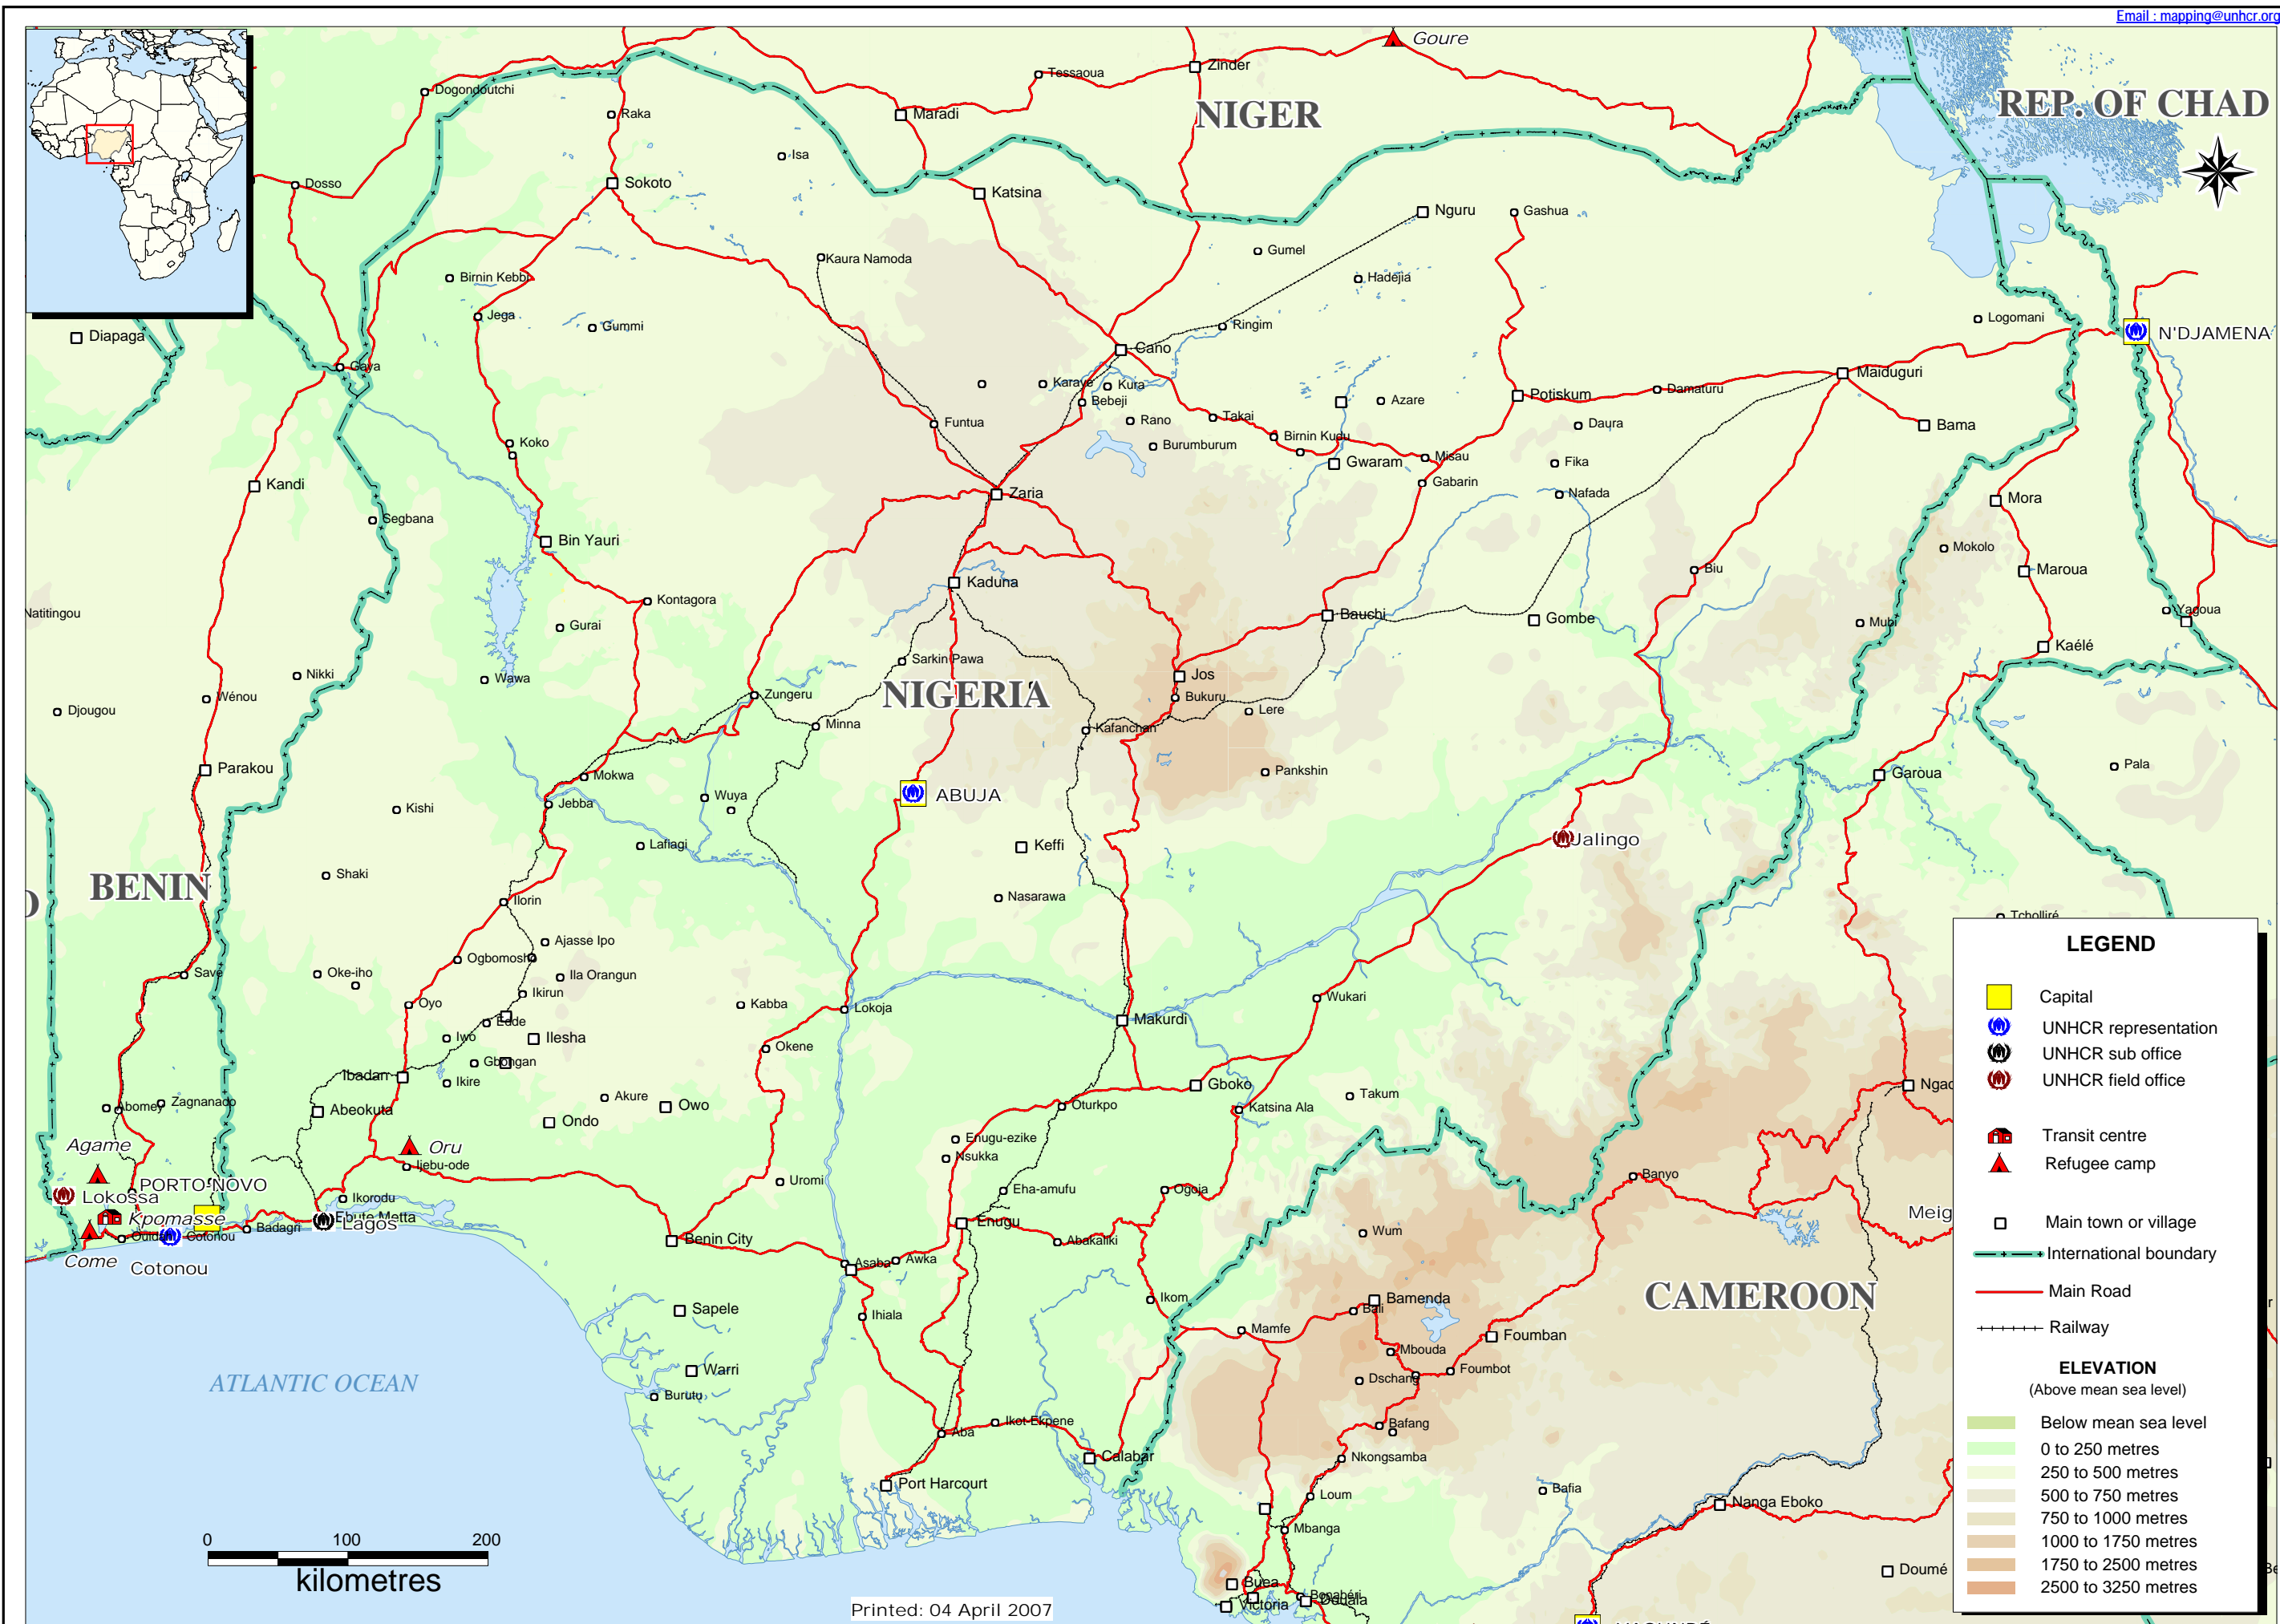 Email : mapping@unhcr.org
Goure
Tessaoua
Zinder
Dogondoutchi
Raka
Maradi
NIGER
REP. OF CHAD
Isa
Dosso
Sokoto
Katsina
Nguru
Gashua
Gumel
Kaura Namoda
Birnin Kebbi
Hadejia
Jega
Gummi
Ringim
Logomani
N'DJAMENA
Diapaga
Cano
Gaya
Maiduguri
Karaye
Kura
Bebeji
Azare
Potiskum
Damaturu
Funtua
Rano
Takai
Daura
Bama
Koko
Burumburum
Birnin Kudu
Gwaram
Misau
Fika
Kandi
Zaria
Gabarin
Nafada
Mora
Segbana
Bin Yauri
Mokolo
Kaduna
Biu
Maroua
Natitingou
Kontagora
Gurai
Bauchi
Gombe
Mubi
Yagoua
Kaélé
Sarkin Pawa
Nikki
Wawa
Jos
NIGERIA
Zungeru
Bukuru
Wénou
Djougou
Lere
Minna
Kafanchan
Parakou
Mokwa
Pankshin
Garoua
Pala
Wuya
ABUJA
Kishi
Jebba
Lafiagi
Keffi
Jalingo
Shaki
BENIN
Ilorin
Nasarawa
Tcholliré
Ajasse Ipo
Ogbomosho
Save
Oke-iho
Ila Orangun
Ikirun
Oyo
Kabba
Lokoja
Wukari
Makurdi
Edde
Iwo
Ilesha
Okene
Gbongan
Ibadan
Ikire
Gboko
Akure
Takum
Abomey
Zagnanado
Abeokuta
Owo
Oturkpo
Katsina Ala
Ondo
Agame
Oru
Enugu-ezike
Ijebu-ode
Nsukka
Banyo
PORTO-NOVO
Lokossa
Uromi
Eha-amufu
Ogoja
Ikorodu
Kpomasse
Ebute Metta
Lagos
Badagri
Enugu
Meig
Ouidah
Cotonou
Benin City
Abakaliki
Wum
Come
Cotonou
Asaba
Awka
CAMEROON
Ikom
Bamenda
Bali
Sapele
Ihiala
Mamfe
Foumban
Mbouda
Warri
Foumbot
Dschang
ATLANTIC OCEAN
Burutu
Ikot-Ekpene
Bafang
Aba
Calabar
Nkongsamba
Port Harcourt
Loum
Bafia
Nanga Eboko
Mbanga
0 100 200
kilometres
Doumé
Buea
Bonabéri
Victoria
Douala
Printed: 04 April 2007
YAOUNDÉ
LEGEND
Capital
UNHCR representation
UNHCR sub office
UNHCR field office
Ngao
Transit centre
Refugee camp
Main town or village
International boundary
Main Road
Railway
ELEVATION
(Above mean sea level)
Below mean sea level
0 to 250 metres
250 to 500 metres
500 to 750 metres
750 to 1000 metres
1000 to 1750 metres
1750 to 2500 metres
2500 to 3250 metres